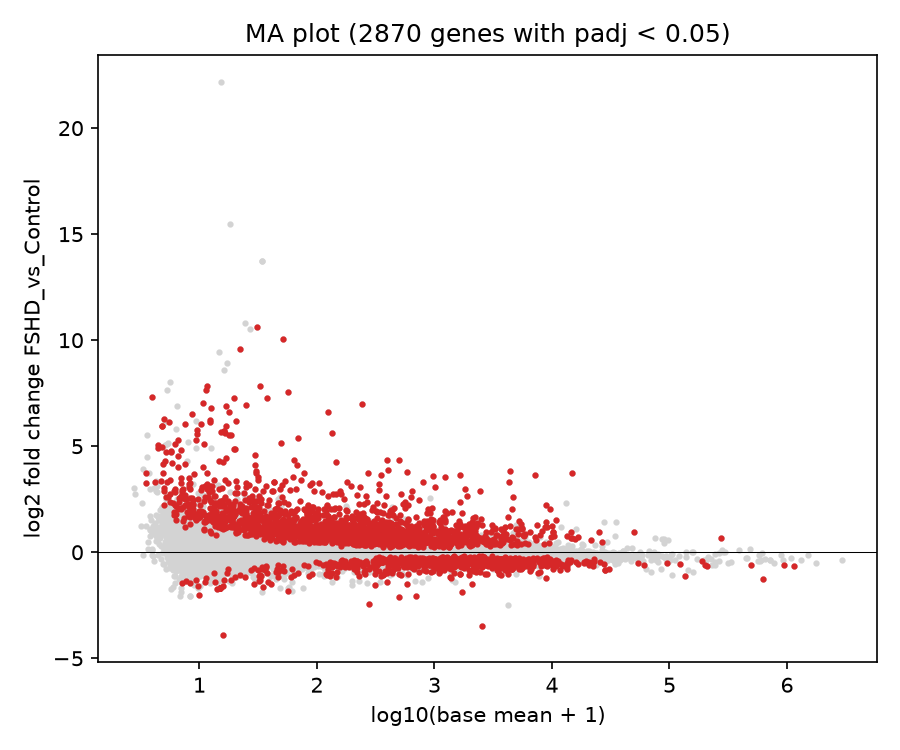 MA plot (2870 genes with padj < 0.05)
log2 fold change FSHD_vs_Control
20
15
10
5
0
−5
1 2 3 4 5 6
log10(base mean + 1)